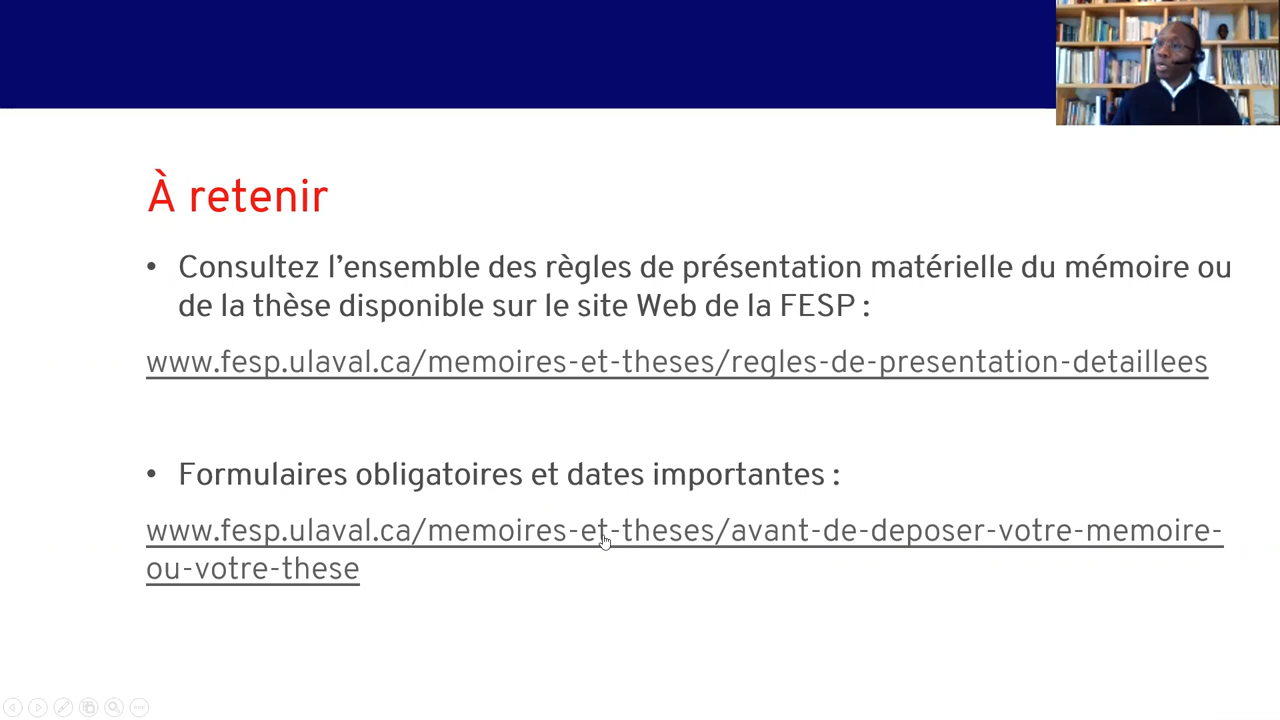 À retenir
• Consultez l’ensemble des règles de présentation matérielle du mémoire ou
de la thèse disponible sur le site Web de la FESP :
www.fesp.ulaval.ca/memoires-et-theses/regles-de-presentation-detaillees
• Formulaires obligatoires et dates importantes :
www.fesp.ulaval.ca/memoires-et-theses/avant-de-deposer-votre-memoire-
ou-votre-these